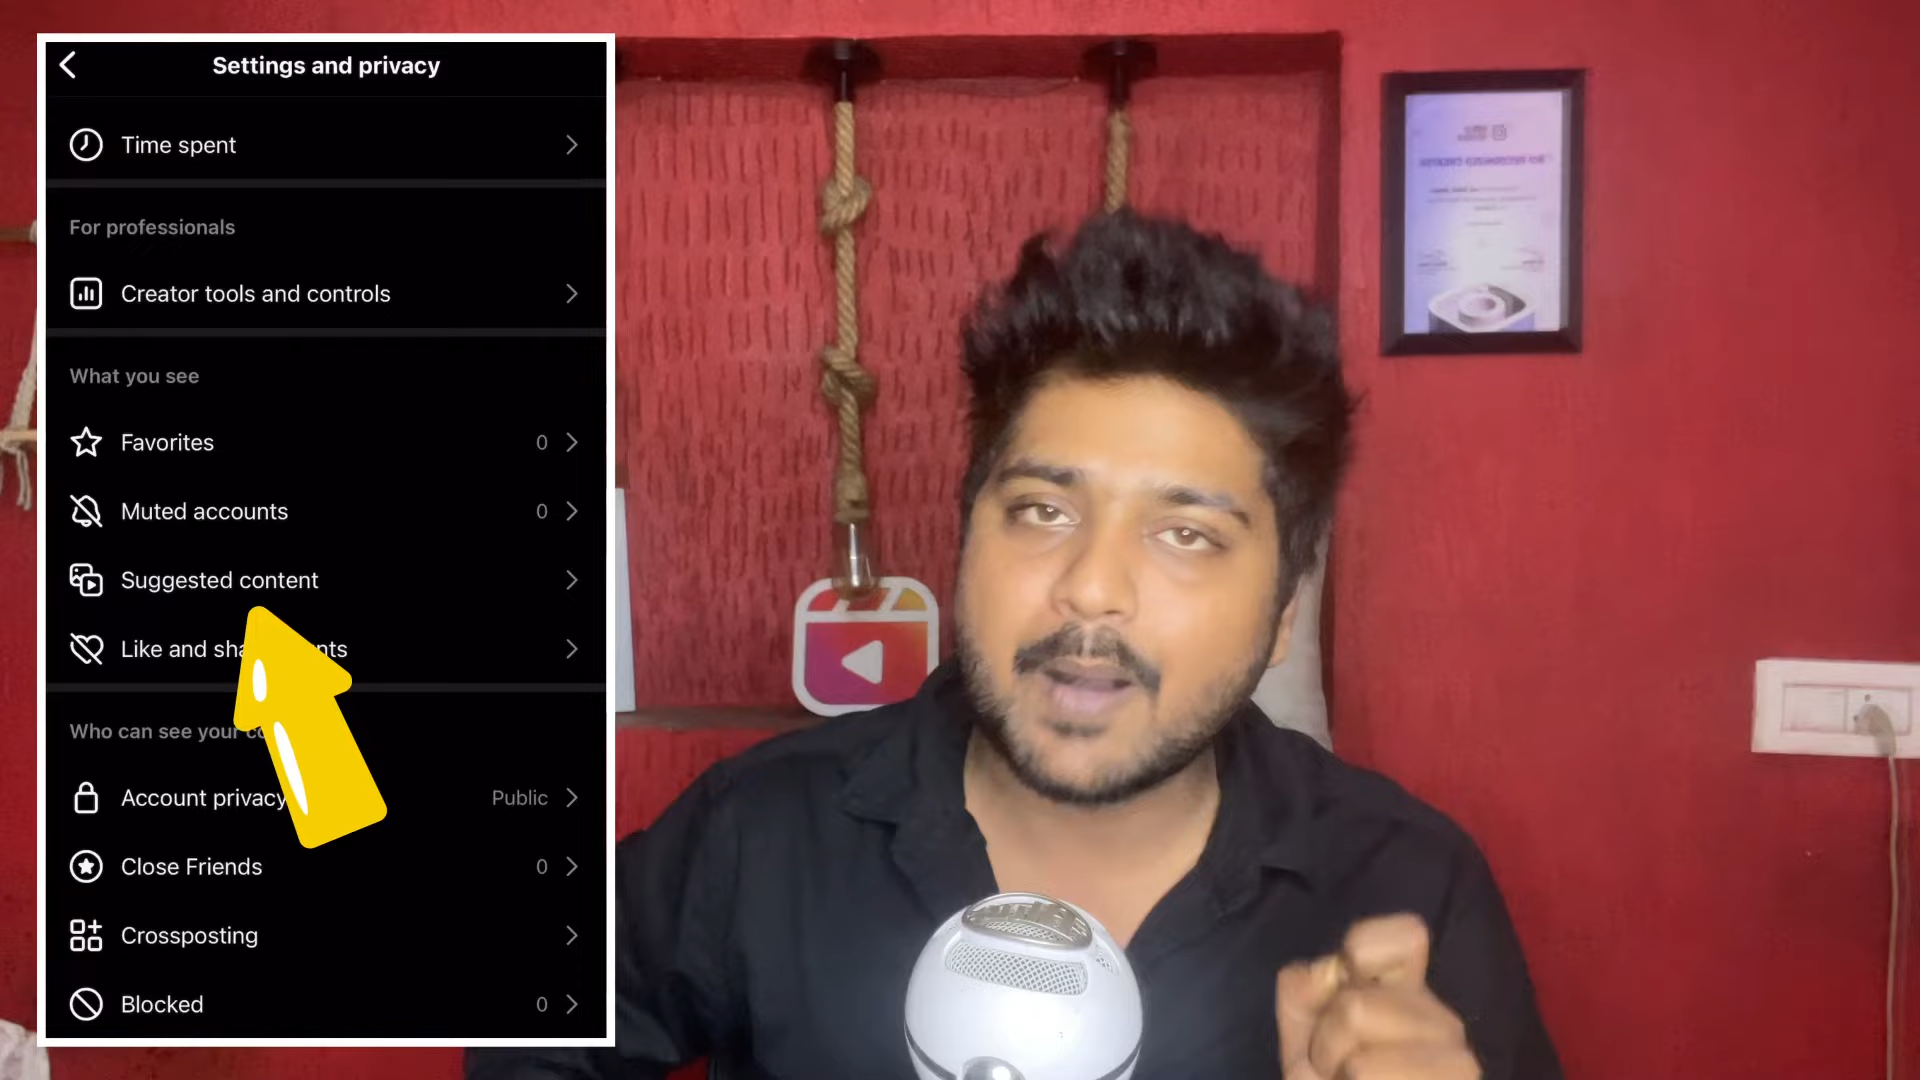 Settings and privacy
Time spent
For professionals
Creator tools and controls
What you see
Favorites 0
Muted accounts 0
Suggested content
Like and sha nts
Who can see your co
Account privacy Public
Close Friends 0
Crossposting
Blocked 0